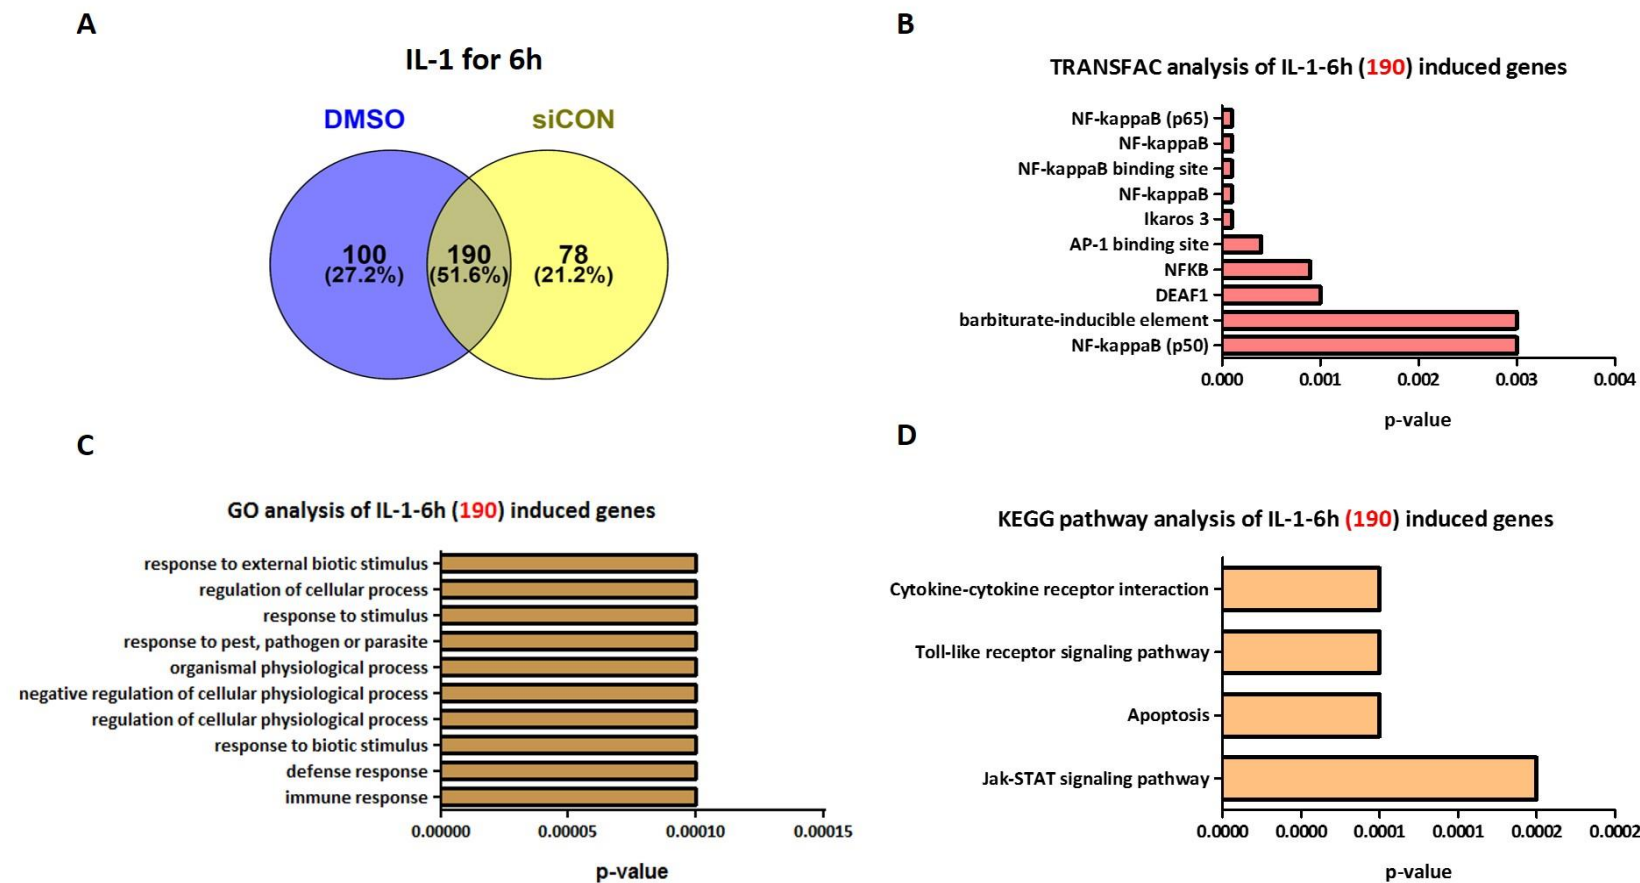 A
IL-1 for 6h
DMSO
siCON
100
(27.2%)
190
(51.6%)
78
(21.2%)
B
TRANSFAC analysis of IL-1-6h (190) induced genes
NF-kappaB (p65)
NF-kappaB
NF-kappaB binding site
NF-kappaB
Ikaros 3
AP-1 binding site
NFKB
DEAF1
barbiturate-inducible element
NF-kappaB (p50)
0.000 0.001 0.002 0.003 0.004
p-value
C
GO analysis of IL-1-6h (190) induced genes
response to external biotic stimulus
regulation of cellular process
response to stimulus
response to pest, pathogen or parasite
organismal physiological process
negative regulation of cellular physiological process
regulation of cellular physiological process
response to biotic stimulus
defense response
immune response
0.00000 0.00005 0.00010 0.00015
p-value
D
KEGG pathway analysis of IL-1-6h (190) induced genes
Cytokine-cytokine receptor interaction
Toll-like receptor signaling pathway
Apoptosis
Jak-STAT signaling pathway
0.0000 0.0000 0.0001 0.0001 0.0002 0.0002
p-value